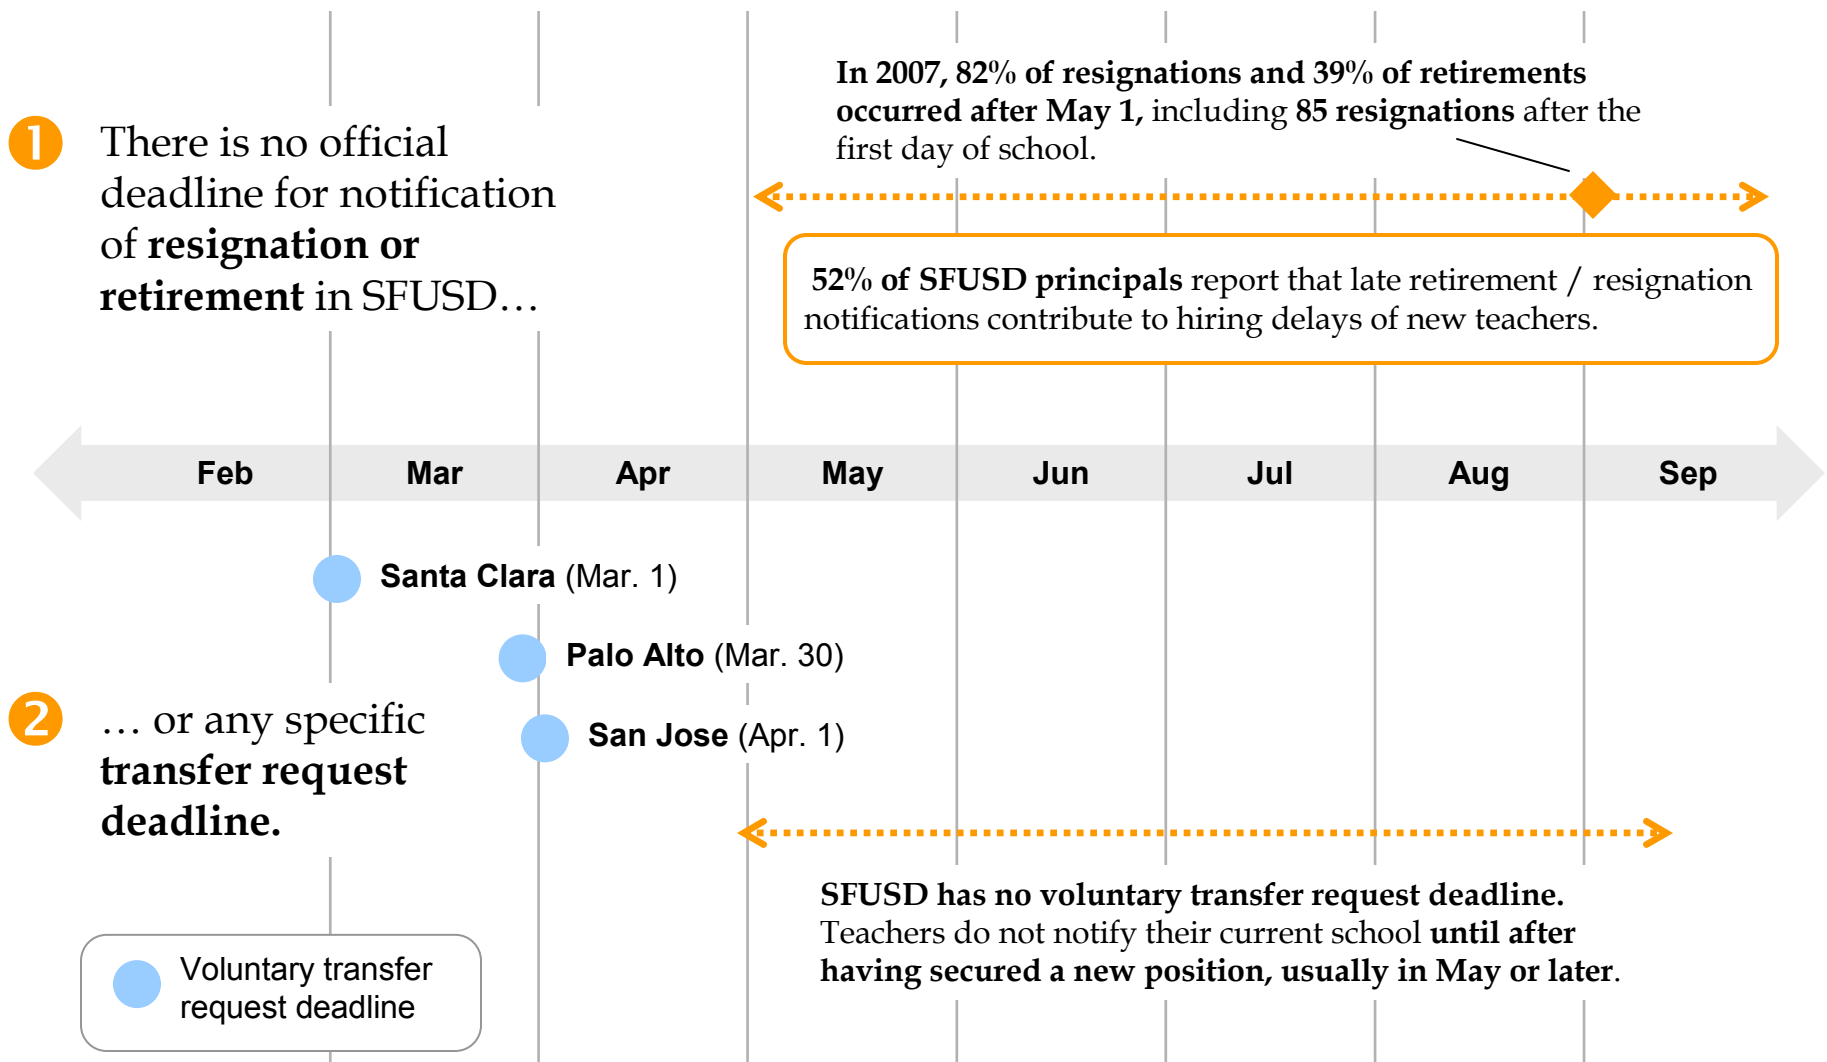 In 2007, 82% of resignations and 39% of retirements
occurred after May 1, including 85 resignations after the
first day of school.
1
There is no official
deadline for notification
of resignation or
retirement in SFUSD…
52% of SFUSD principals report that late retirement / resignation
notifications contribute to hiring delays of new teachers.
Feb Mar Apr May Jun Jul Aug Sep
Santa Clara (Mar. 1)
Palo Alto (Mar. 30)
San Jose (Apr. 1)
2
… or any specific
transfer request
deadline.
SFUSD has no voluntary transfer request deadline.
Teachers do not notify their current school until after
having secured a new position, usually in May or later.
Voluntary transfer
request deadline